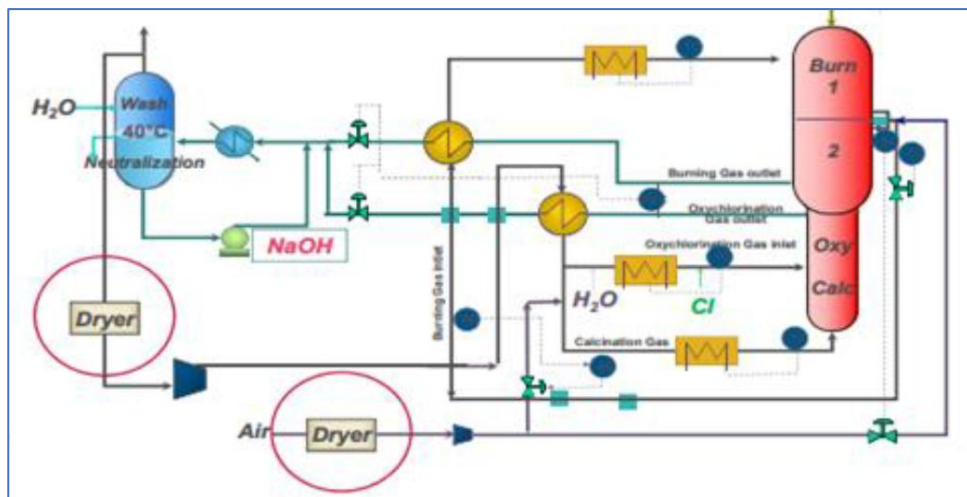 Burn
1
H₂O
Wash
40°C
Neutralization
2
Burning Gas outlet
Oxychlorination
Gas outlet
NaOH
Oxychlorination Gas inlet
Oxy
Burning Gas Inlet
H₂O
Cl
Calc
Dryer
Calcination Gas
Air
Dryer